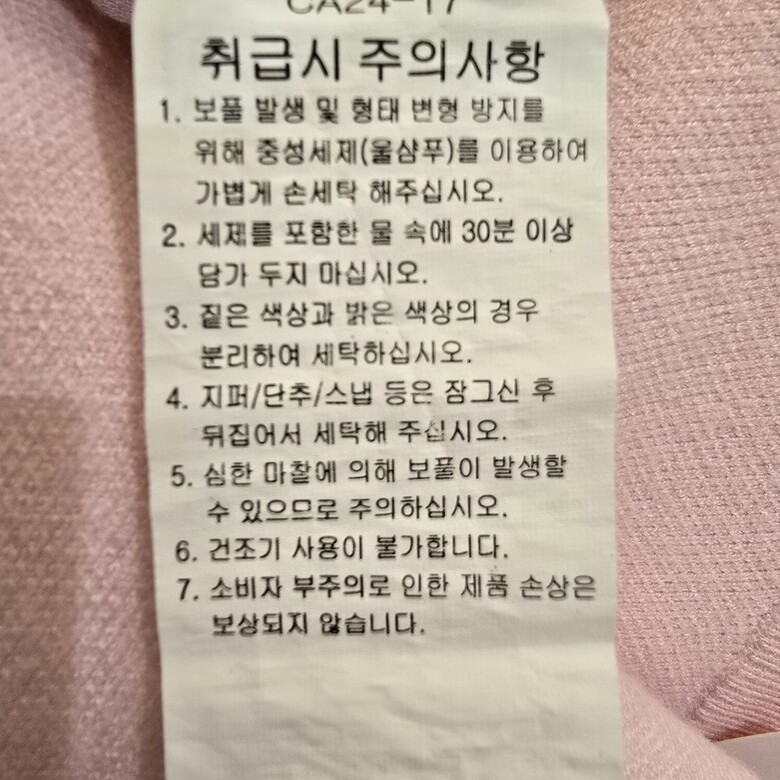 CA24-17
취급시 주의사항
1. 보풀 발생 및 형태 변형 방지를
위해 중성세제(울샴푸)를 이용하여
가볍게 손세탁 해주십시오.
2. 세제를 포함한 물 속에 30분 이상
담가 두지 마십시오.
3. 짙은 색상과 밝은 색상의 경우
분리하여 세탁하십시오.
4. 지퍼/단추/스냅 등은 잠그신 후
뒤집어서 세탁해 주십시오.
5. 심한 마찰에 의해 보풀이 발생할
수 있으므로 주의하십시오.
6. 건조기 사용이 불가합니다.
7. 소비자 부주의로 인한 제품 손상은
보상되지 않습니다.